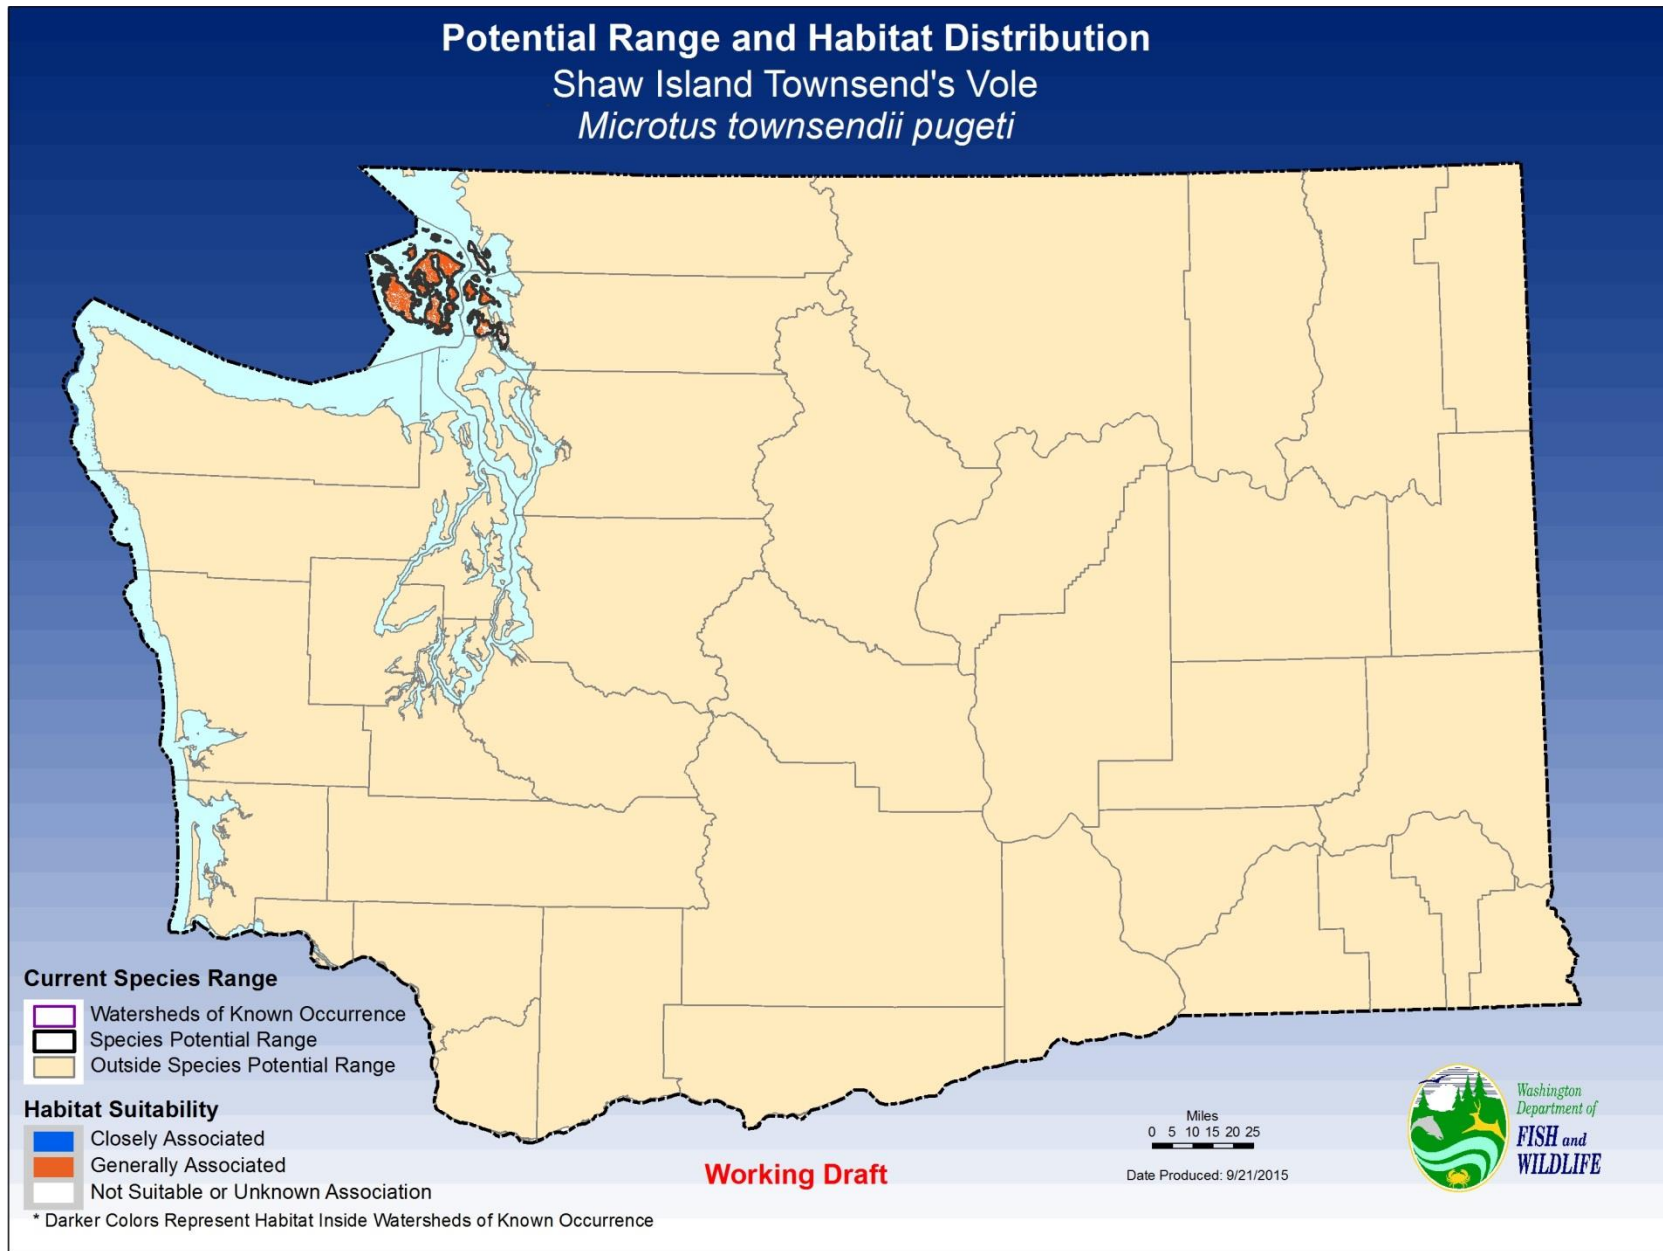 Potential Range and Habitat Distribution
Shaw Island Townsend's Vole
Microtus townsendii pugeti
Current Species Range
Watersheds of Known Occurrence
Species Potential Range
Outside Species Potential Range
Habitat Suitability
Closely Associated
Generally Associated
Not Suitable or Unknown Association
* Darker Colors Represent Habitat Inside Watersheds of Known Occurrence
Working Draft
Miles
0 5 10 15 20 25
Date Produced: 9/21/2015
Washington
Department of
FISH and
WILDLIFE